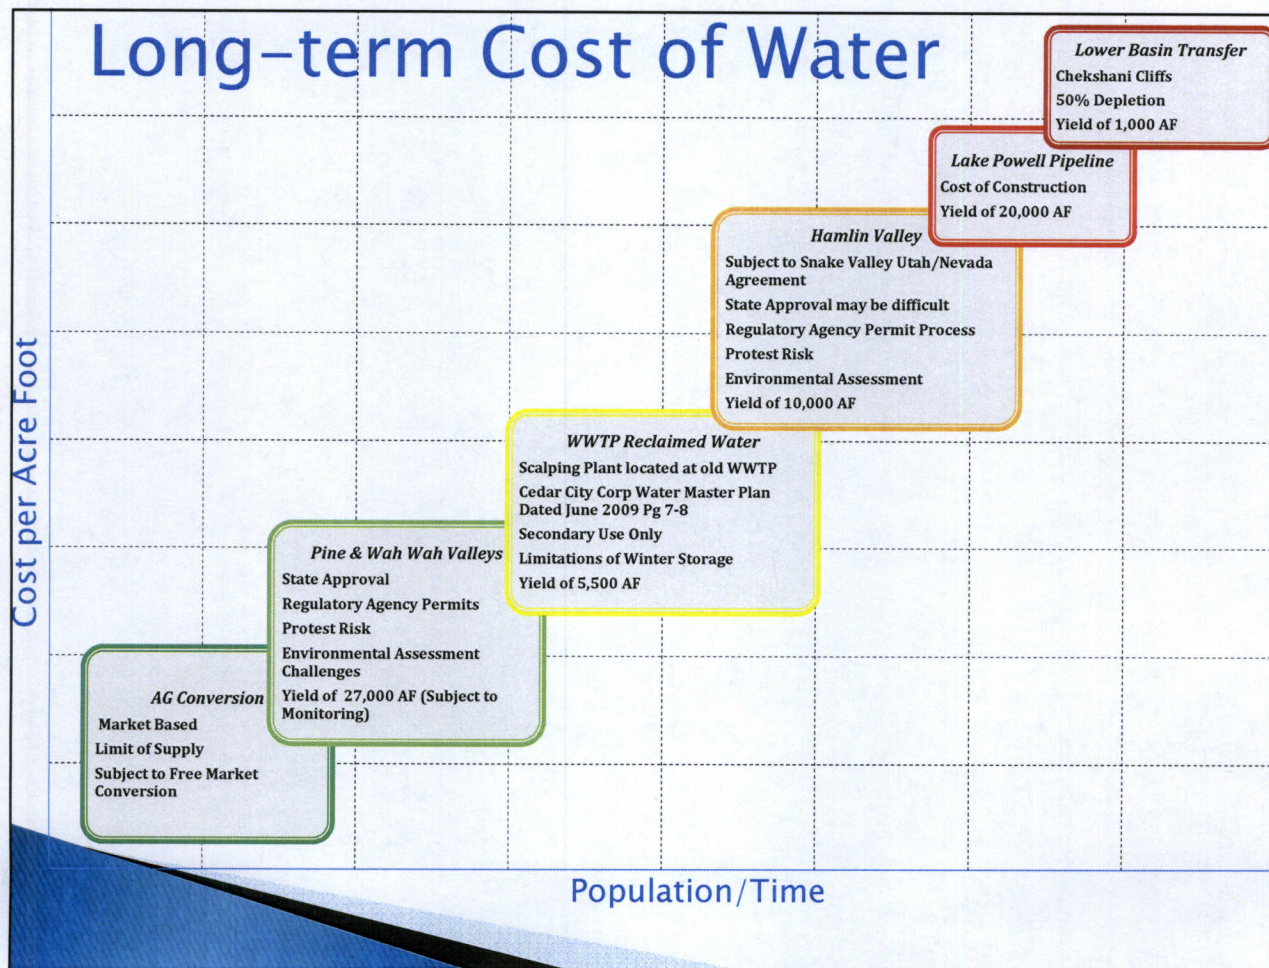 Long-term Cost of Water
Lower Basin Transfer
Chekshani Cliffs
50% Depletion
Yield of 1,000 AF
Lake Powell Pipeline
Cost of Construction
Yield of 20,000 AF
Hamlin Valley
Subject to Snake Valley Utah/Nevada
Agreement
State Approval may be difficult
Regulatory Agency Permit Process
Protest Risk
Environmental Assessment
Yield of 10,000 AF
WWTP Reclaimed Water
Scalping Plant located at old WWTP
Cedar City Corp Water Master Plan
Dated June 2009 Pg 7-8
Secondary Use Only
Limitations of Winter Storage
Yield of 5,500 AF
Pine & Wah Wah Valleys
State Approval
Regulatory Agency Permits
Protest Risk
Environmental Assessment
Challenges
Yield of 27,000 AF (Subject to
Monitoring)
AG Conversion
Market Based
Limit of Supply
Subject to Free Market
Conversion
Cost per Acre Foot
Population/Time